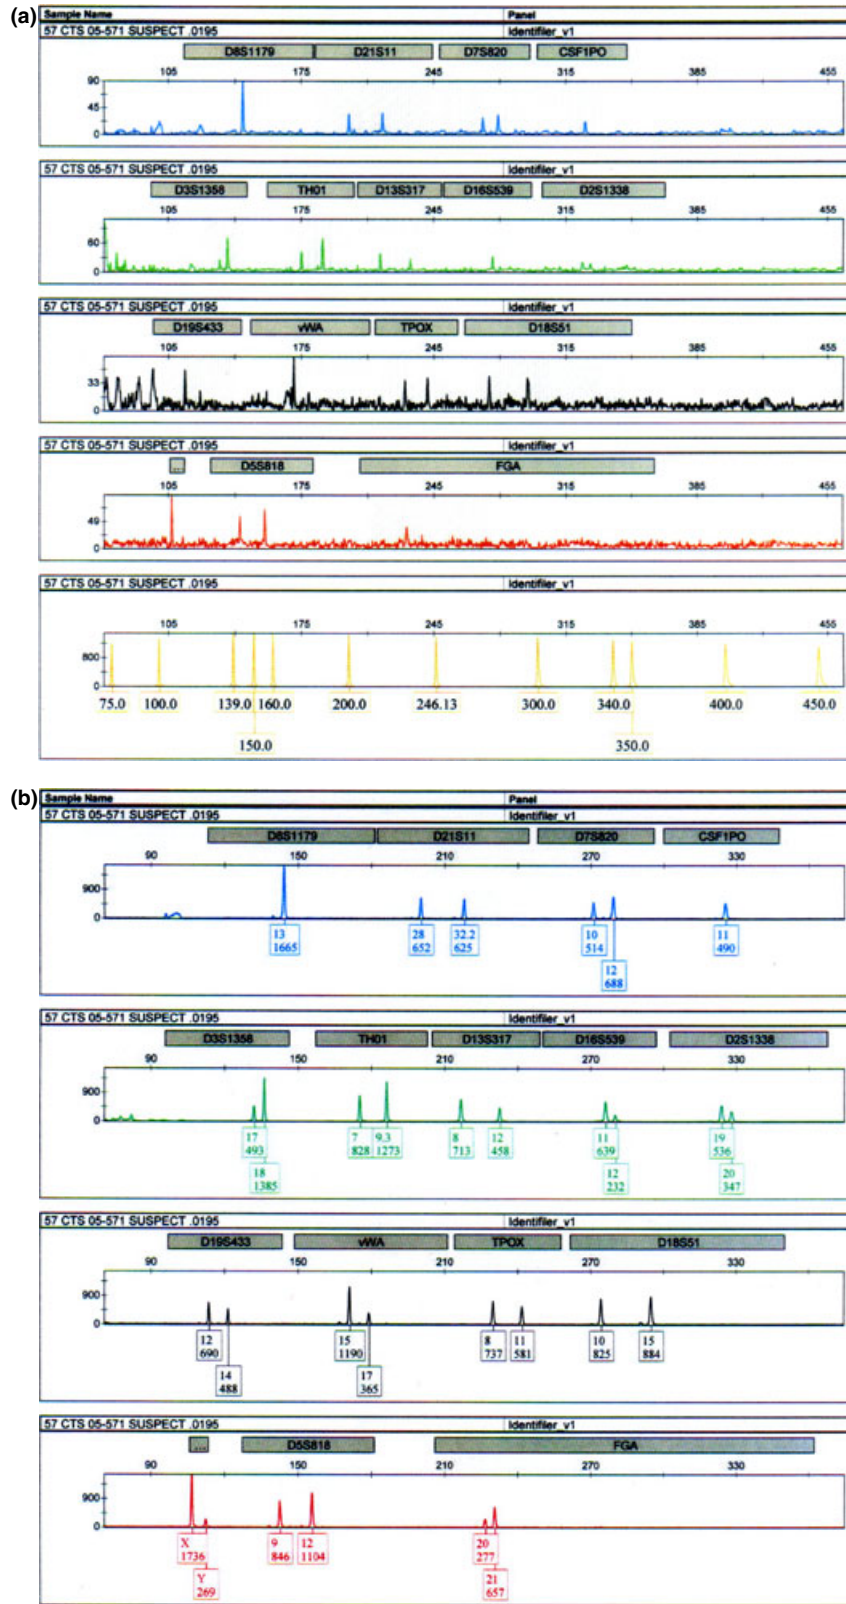 (a)
Sample Name Panel
57 CTS 05-571 SUSPECT .0195 Identifiler_v1
D8S1179 D21S11 D7S820 CSF1PO
105 175 245 315 385 455
90
45
0
57 CTS 05-571 SUSPECT .0195 Identifiler_v1
D3S1358 TH01 D13S317 D16S539 D2S1338
105 175 245 315 385 455
60
0
57 CTS 05-571 SUSPECT .0195 Identifiler_v1
D19S433 vWA TPOX D18S51
105 175 245 315 385 455
33
0
57 CTS 05-571 SUSPECT .0195 Identifiler_v1
... D5S818 FGA
105 175 245 315 385 455
49
0
57 CTS 05-571 SUSPECT .0195 Identifiler_v1
105 175 245 315 385 455
800
0
75.0 100.0 139.0 160.0 200.0 246.13 300.0 340.0 400.0 450.0
150.0 350.0
(b)
Sample Name Panel
57 CTS 05-571 SUSPECT .0195 Identifiler_v1
D8S1179 D21S11 D7S820 CSF1PO
90 150 210 270 330
900
0
13 28 32.2 10 11
1665 652 625 514 490
12
688
57 CTS 05-571 SUSPECT .0195 Identifiler_v1
D3S1358 TH01 D13S317 D16S539 D2S1338
90 150 210 270 330
900
0
17 7 9.3 8 12 11 19
493 828 1273 713 458 639 536
18 12 20
1385 232 347
57 CTS 05-571 SUSPECT .0195 Identifiler_v1
D19S433 vWA TPOX D18S51
90 150 210 270 330
900
0
12 15 8 11 10 15
690 1190 737 581 825 884
14 17
488 365
57 CTS 05-571 SUSPECT .0195 Identifiler_v1
... D5S818 FGA
90 150 210 270 330
900
0
X 9 12 20
1736 846 1104 277
Y 21
269 657